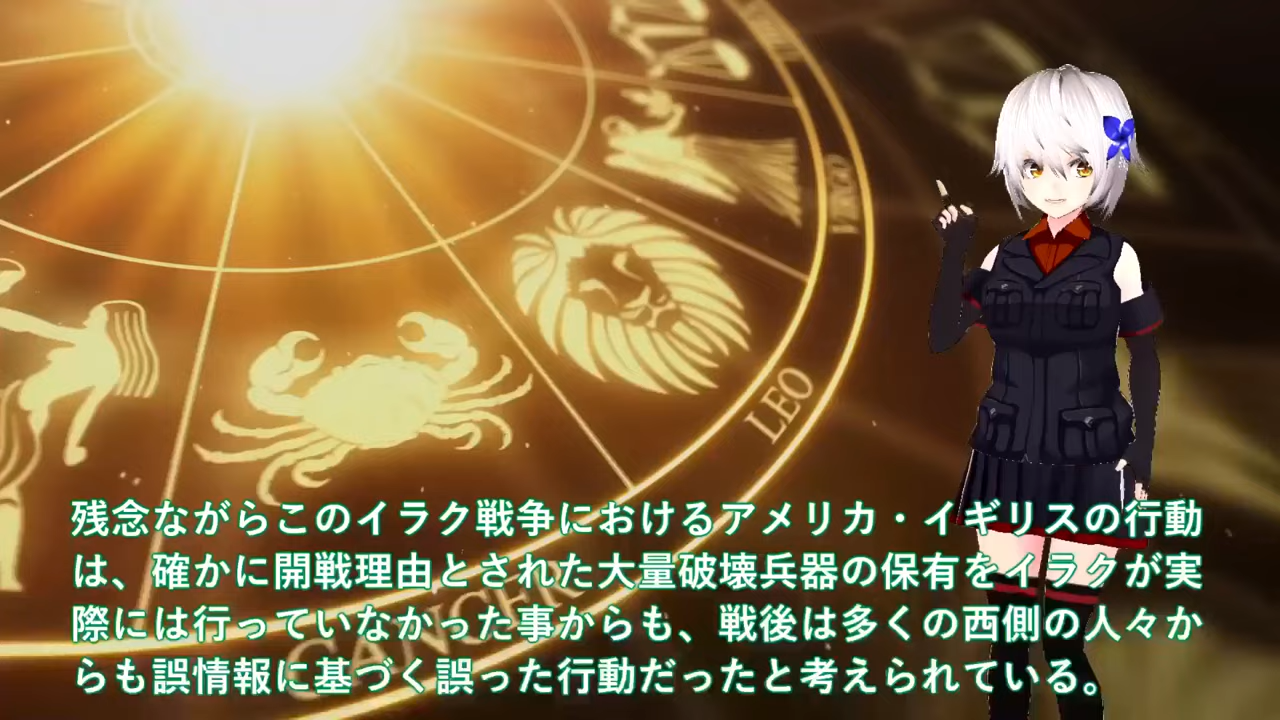 VIRGO
LEO
CANCER
残念ながらこのイラク戦争におけるアメリカ・イギリスの行動
は、確かに開戦理由とされた大量破壊兵器の保有をイラクが実
際には行っていなかった事からも、戦後は多くの西側の人々か
らも誤情報に基づく誤った行動だったと考えられている。